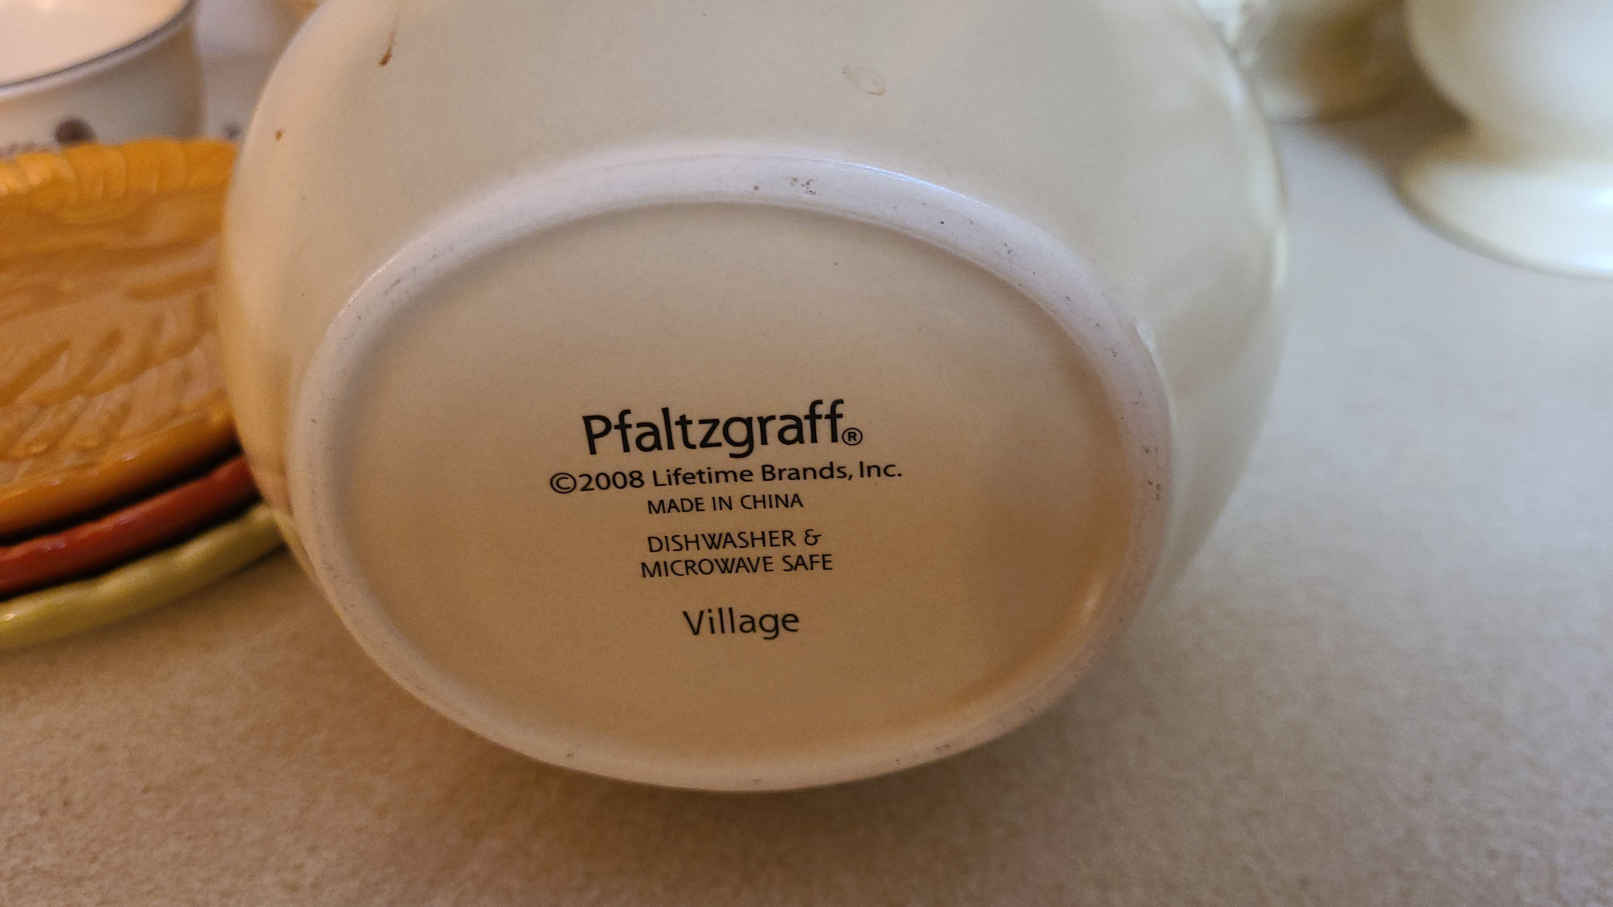 Pfaltzgraff®
©2008 Lifetime Brands, Inc.
MADE IN CHINA
DISHWASHER &
MICROWAVE SAFE
Village